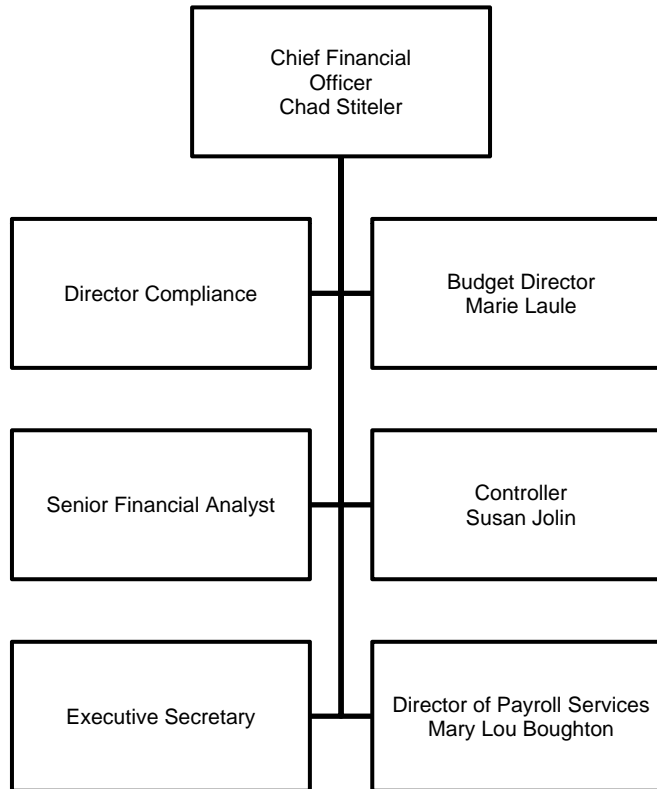 Chief Financial
Officer
Chad Stiteler
Director Compliance
Budget Director
Marie Laule
Senior Financial Analyst
Controller
Susan Jolin
Executive Secretary
Director of Payroll Services
Mary Lou Boughton